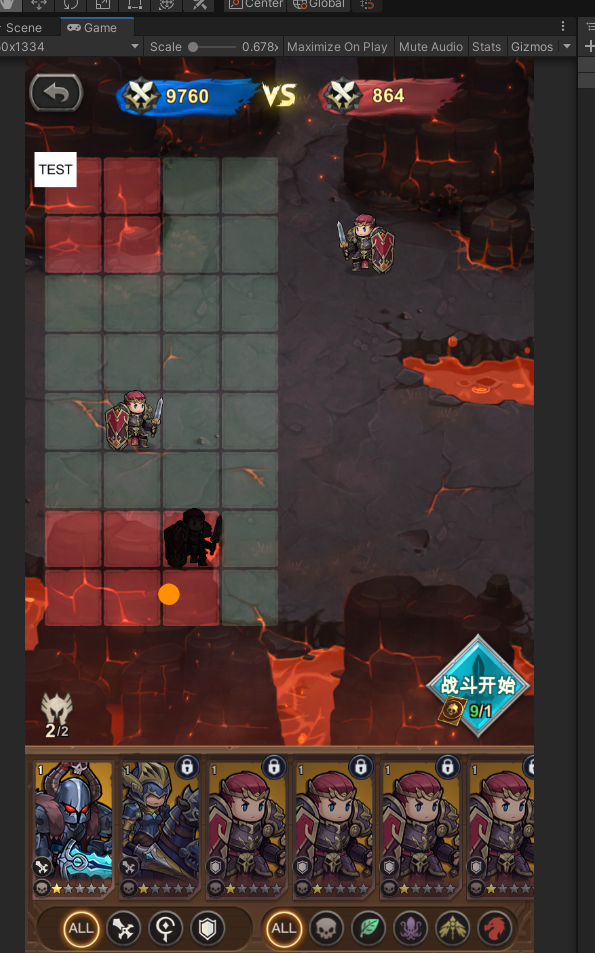 Center
Global
Scene
Game
0x1334
Scale
0.678
Maximize On Play
Mute Audio
Stats
Gizmos
9760
VS
864
TEST
战斗开始
9/1
2/2
1
1
1
1
1
1
ALL
ALL